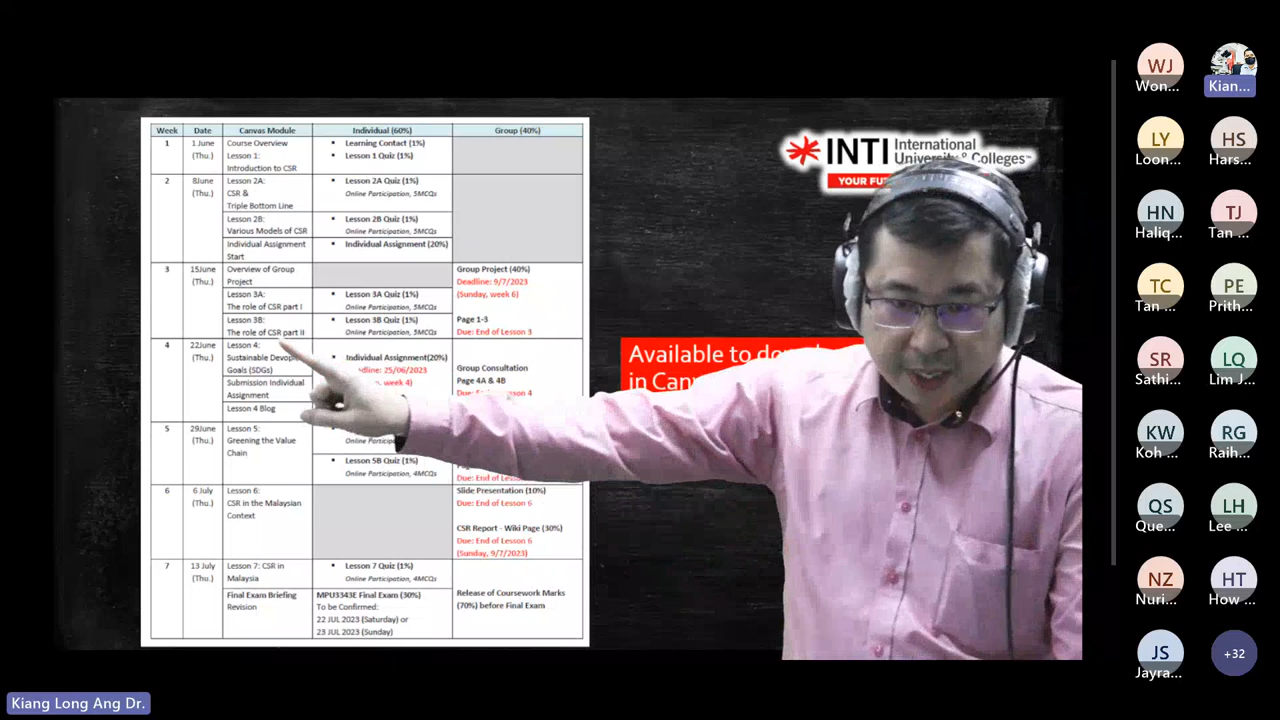 Week Date Canvas Module Individual (60%) Group (40%)
1 1 June Course Overview Learning Contact (1%)
(Thu.) Lesson 1: Lesson 1 Quiz (1%)
Introduction to CSR
2 8June Lesson 2A: Lesson 2A Quiz (1%)
(Thu.) CSR & Online Participation, 5MCQs
Triple Bottom Line
Lesson 2B: Lesson 2B Quiz (1%)
Various Models of CSR Online Participation, 5MCQs
Individual Assignment Individual Assignment (20%)
Start
3 15June Overview of Group Group Project (40%)
(Thu.) Project Deadline: 9/7/2023
Lesson 3A: Lesson 3A Quiz (1%) (Sunday, week 6)
The role of CSR part I Online Participation, 5MCQs
Lesson 3B: Lesson 3B Quiz (1%) Page 1-3
The role of CSR part II Online Participation, 5MCQs Due: End of Lesson 3
4 22June Lesson 4:
(Thu.) Sustainable Individual Assignment(20%)
Goals (SDGs) 25/06/2023 Group Consultation
Submission Individual week 4) Page 4A & 4B
Assignment Lesson 4
Lesson 4 Blog
5 29June Lesson 5:
(Thu.) Greening the Value Online
Chain
Lesson 5B Quiz (1%)
Online Participation, 4MCQs Due: End of
6 6 July Lesson 6: Slide Presentation (10%)
(Thu.) CSR in the Malaysian Due: End of Lesson 6
Context
CSR Report - Wiki Page (30%)
Due: End of Lesson 6
(Sunday, 9/7/2023)
7 13 July Lesson 7: CSR in Lesson 7 Quiz (1%)
(Thu.) Malaysia Online Participation, 4MCQs
Final Exam Briefing MPU3343E Final Exam (30%) Release of Coursework Marks
Revision To be Confirmed: (70%) before Final Exam
22 JUL 2023 (Saturday) or
23 JUL 2023 (Sunday)
INTI International
University & Colleges™
YOUR
Available to
in
WJ
Won...
Kian...
LY
Loon...
HS
Hars...
HN
Haliq...
TJ
Tan ...
TC
Tan ...
PE
Prith...
SR
Sathi...
LQ
Lim J...
KW
Koh ...
RG
Raih...
QS
Que...
LH
Lee ...
NZ
Nuri...
HT
How ...
JS
Jayra...
+32
Kiang Long Ang Dr.